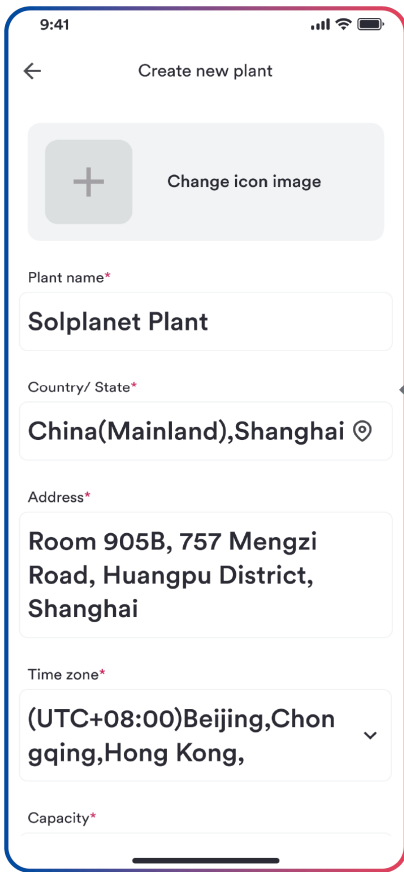 9:41
Create new plant
Change icon image
Plant name*
Solplanet Plant
Country/ State*
China(Mainland),Shanghai
Address*
Room 905B, 757 Mengzi
Road, Huangpu District,
Shanghai
Time zone*
(UTC+08:00)Beijing,Chon
gqing,Hong Kong,
Capacity*